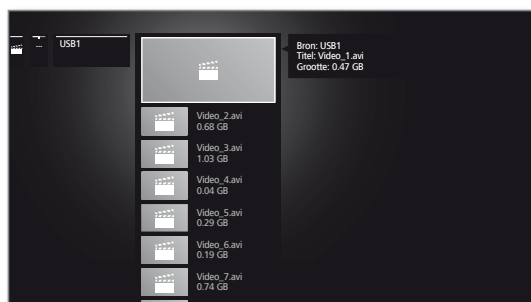 ...
USB1
Bron: USB1
Titel: Video_1.avi
Grootte: 0.47 GB
Video_2.avi
0.68 GB
Video_3.avi
1.03 GB
Video_4.avi
0.04 GB
Video_5.avi
0.29 GB
Video_6.avi
0.19 GB
Video_7.avi
0.74 GB